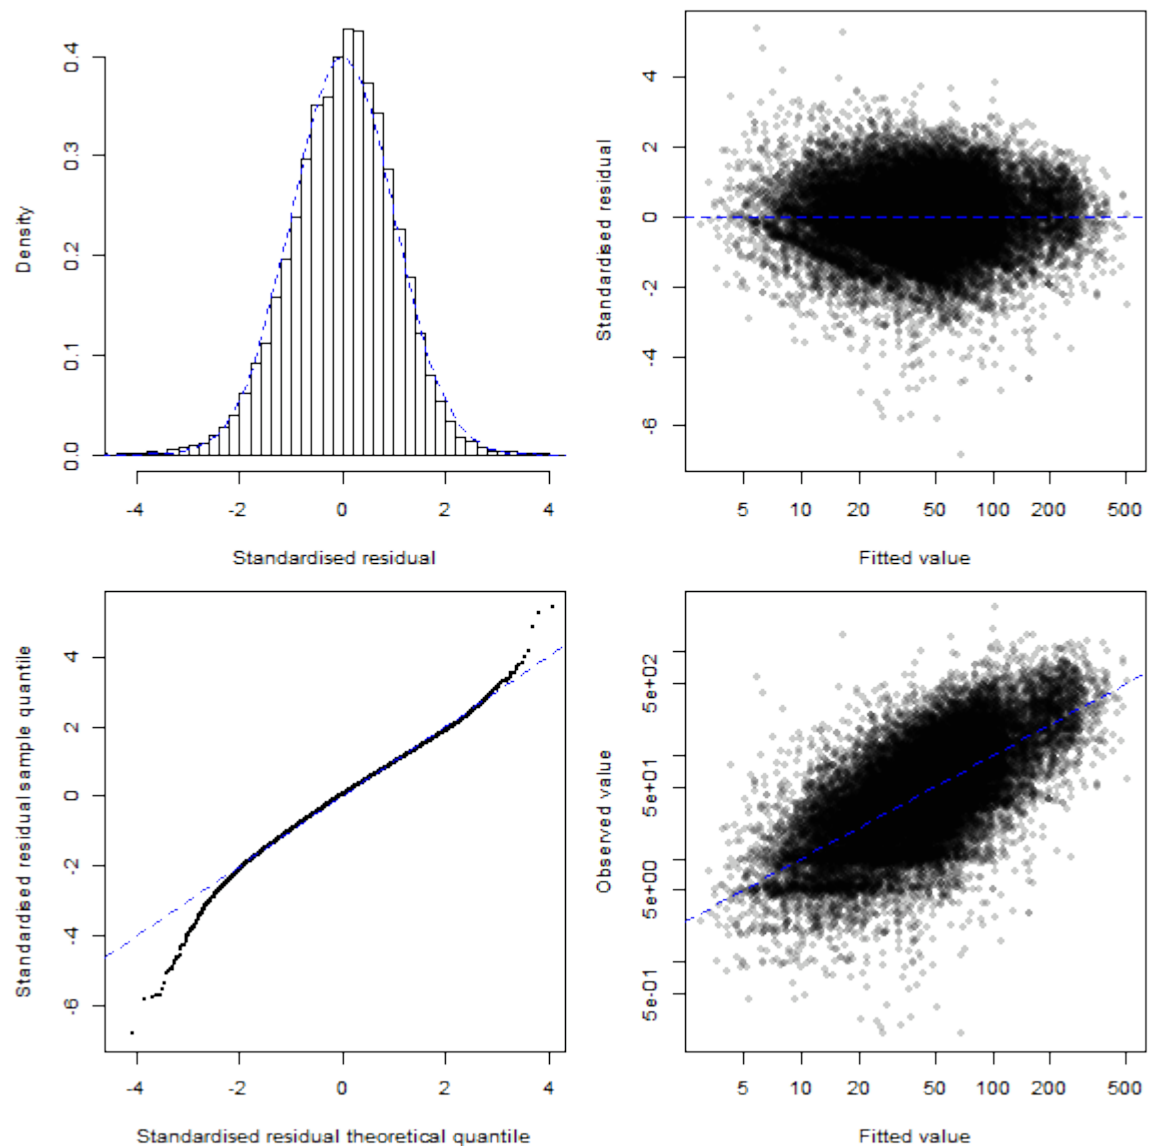 0.4
0.3
0.2
0.1
0.0
Density
-4 -2 0 2 4
Standardised residual
4
2
0
-2
-4
-6
Standardised residual
5 10 20 50 100 200 500
Fitted value
4
2
0
-2
-4
-6
Standardised residual sample quantile
-4 -2 0 2 4
Standardised residual theoretical quantile
5e+02
5e+01
5e+00
5e-01
Observed value
5 10 20 50 100 200 500
Fitted value